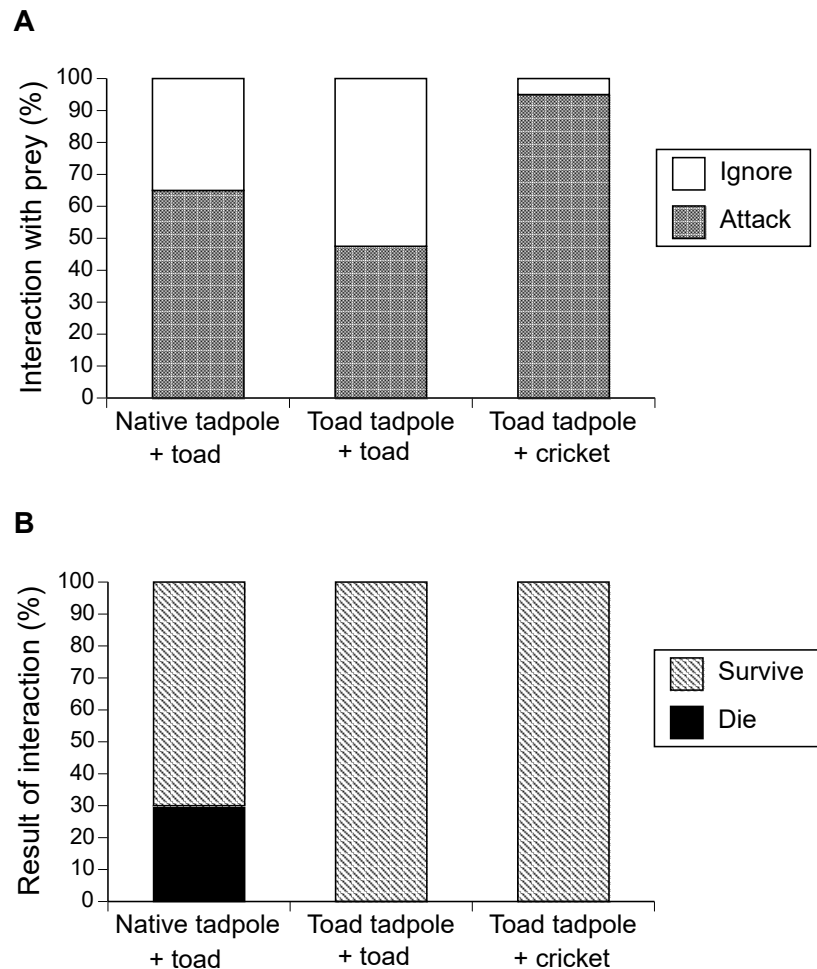 A
Interaction with prey (%)
100
90
80
70
60
50
40
30
20
10
0
Native tadpole
+ toad
Toad tadpole
+ toad
Toad tadpole
+ cricket
Ignore
Attack
B
Result of interaction (%)
100
90
80
70
60
50
40
30
20
10
0
Native tadpole
+ toad
Toad tadpole
+ toad
Toad tadpole
+ cricket
Survive
Die